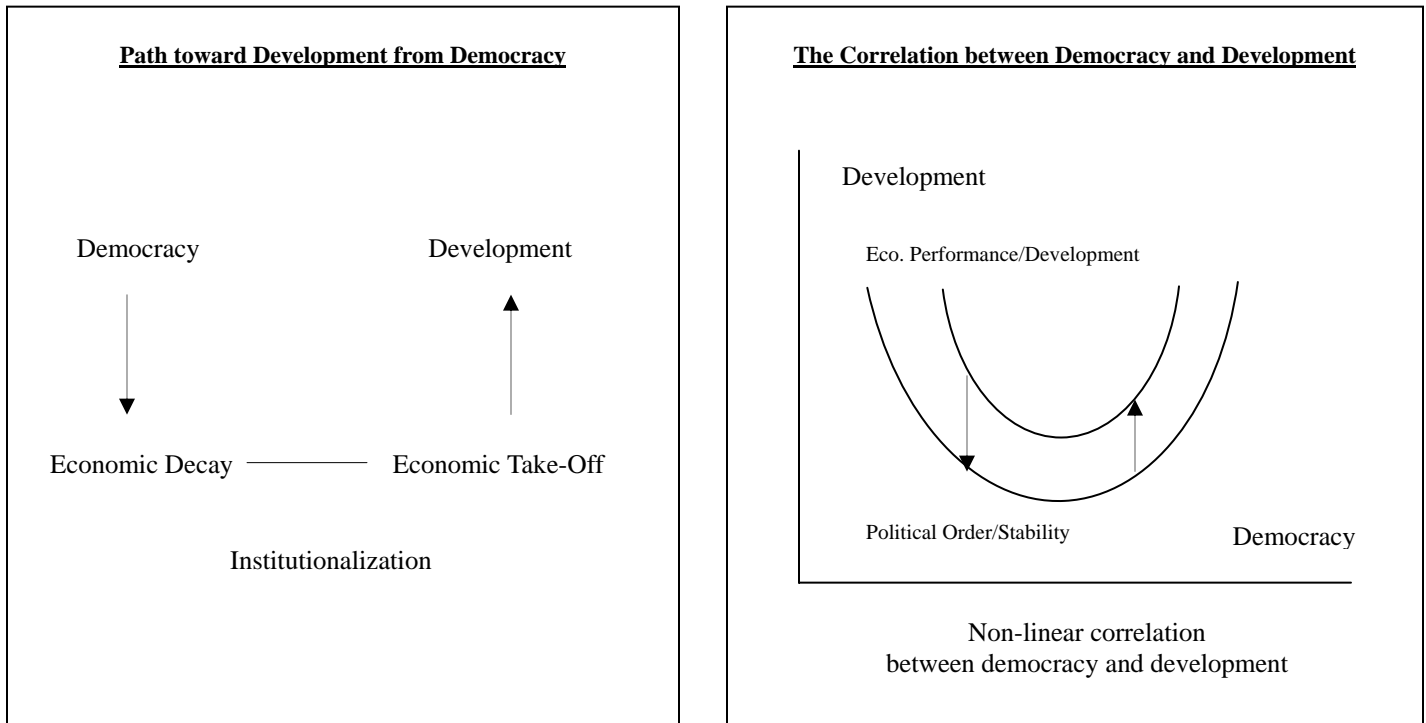 Path toward Development from Democracy
Democracy
Development
Economic Decay
Economic Take-Off
Institutionalization
The Correlation between Democracy and Development
Development
Eco. Performance/Development
Political Order/Stability
Democracy
Non-linear correlation
between democracy and development